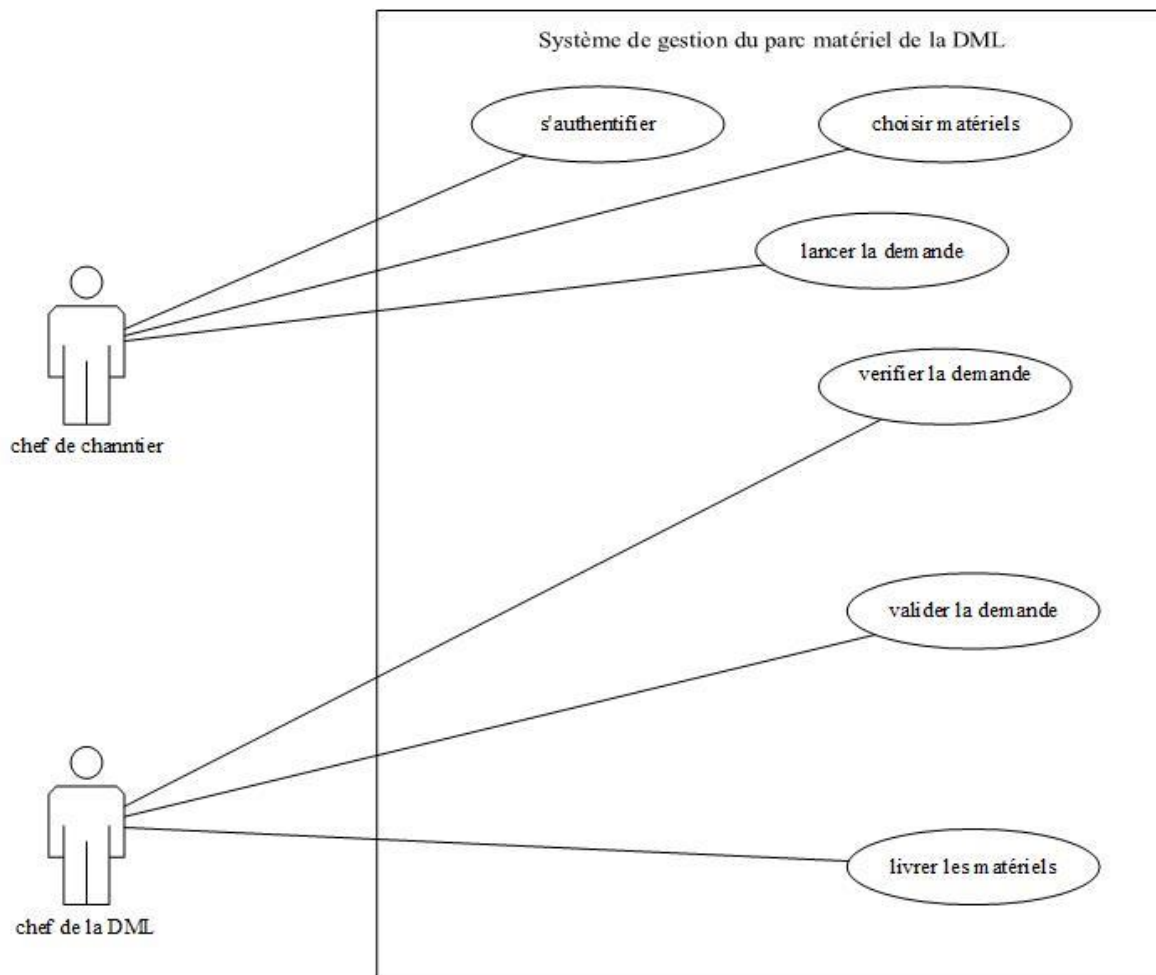 Système de gestion du parc matériel de la DML
s'authentifier
choisir matériels
lancer la demande
chef de channtier
verifier la demande
valider la demande
livrer les matériels
chef de la DML